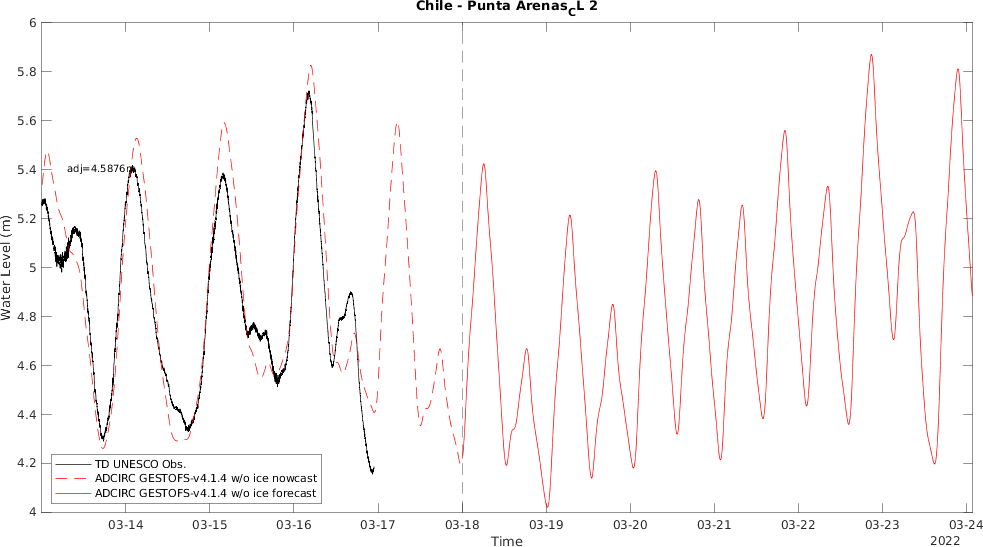 Chile - Punta Arenas_CL 2
6
5.8
5.6
5.4
5.2
5
4.8
4.6
4.4
4.2
4
Water Level (m)
adj=4.5876m
TD UNESCO Obs.
ADCIRC GESTOFS-v4.1.4 w/o ice nowcast
ADCIRC GESTOFS-v4.1.4 w/o ice forecast
03-14 03-15 03-16 03-17 03-18 03-19 03-20 03-21 03-22 03-23 03-24
Time
2022